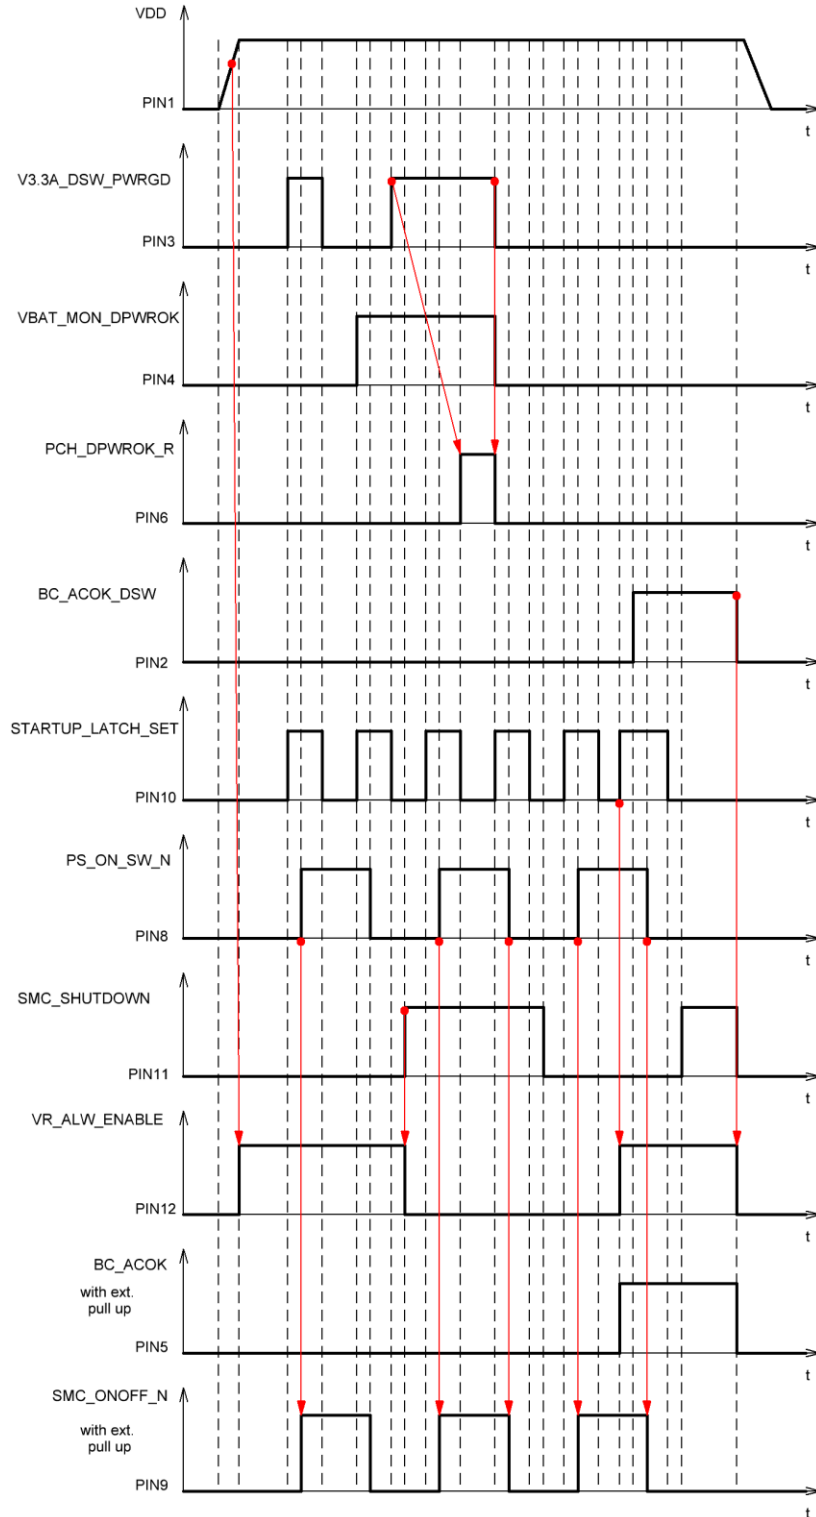 VDD
PIN1
t
V3.3A_DSW_PWRGD
PIN3
t
VBAT_MON_DPWROK
PIN4
t
PCH_DPWROK_R
PIN6
t
BC_ACOK_DSW
PIN2
t
STARTUP_LATCH_SET
PIN10
t
PS_ON_SW_N
PIN8
t
SMC_SHUTDOWN
PIN11
t
VR_ALW_ENABLE
PIN12
t
BC_ACOK
with ext.
pull up
PIN5
t
SMC_ONOFF_N
with ext.
pull up
PIN9
t